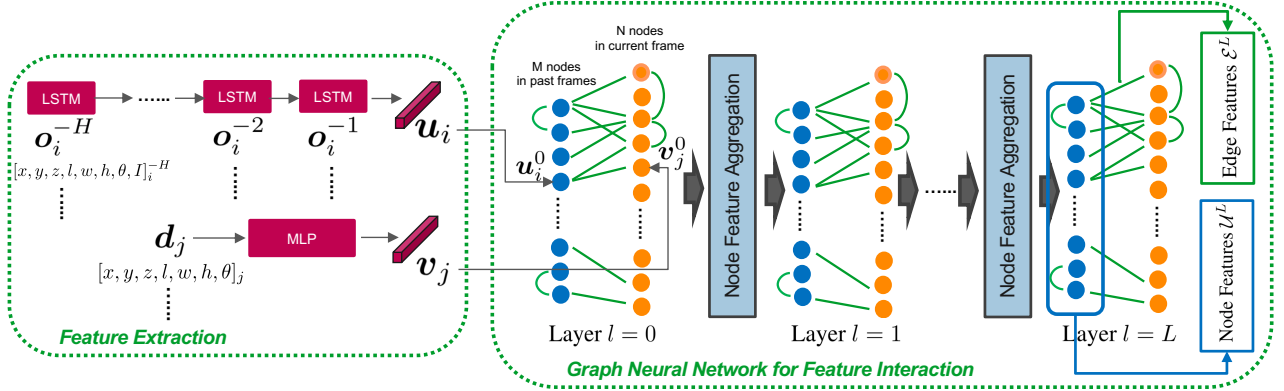 LSTM
......
LSTM
LSTM
o_i^{-H}
o_i^{-2}
o_i^{-1}
u_i
[x, y, z, l, w, h, θ, I]_i^{-H}
d_j
MLP
v_j
[x, y, z, l, w, h, θ]_j
Feature Extraction
M nodes
in past frames
N nodes
in current frame
u_i^0
v_j^0
Layer l = 0
Node Feature Aggregation
Layer l = 1
......
Node Feature Aggregation
Layer l = L
Edge Features ℰ^L
Node Features 𝒰^L
Graph Neural Network for Feature Interaction